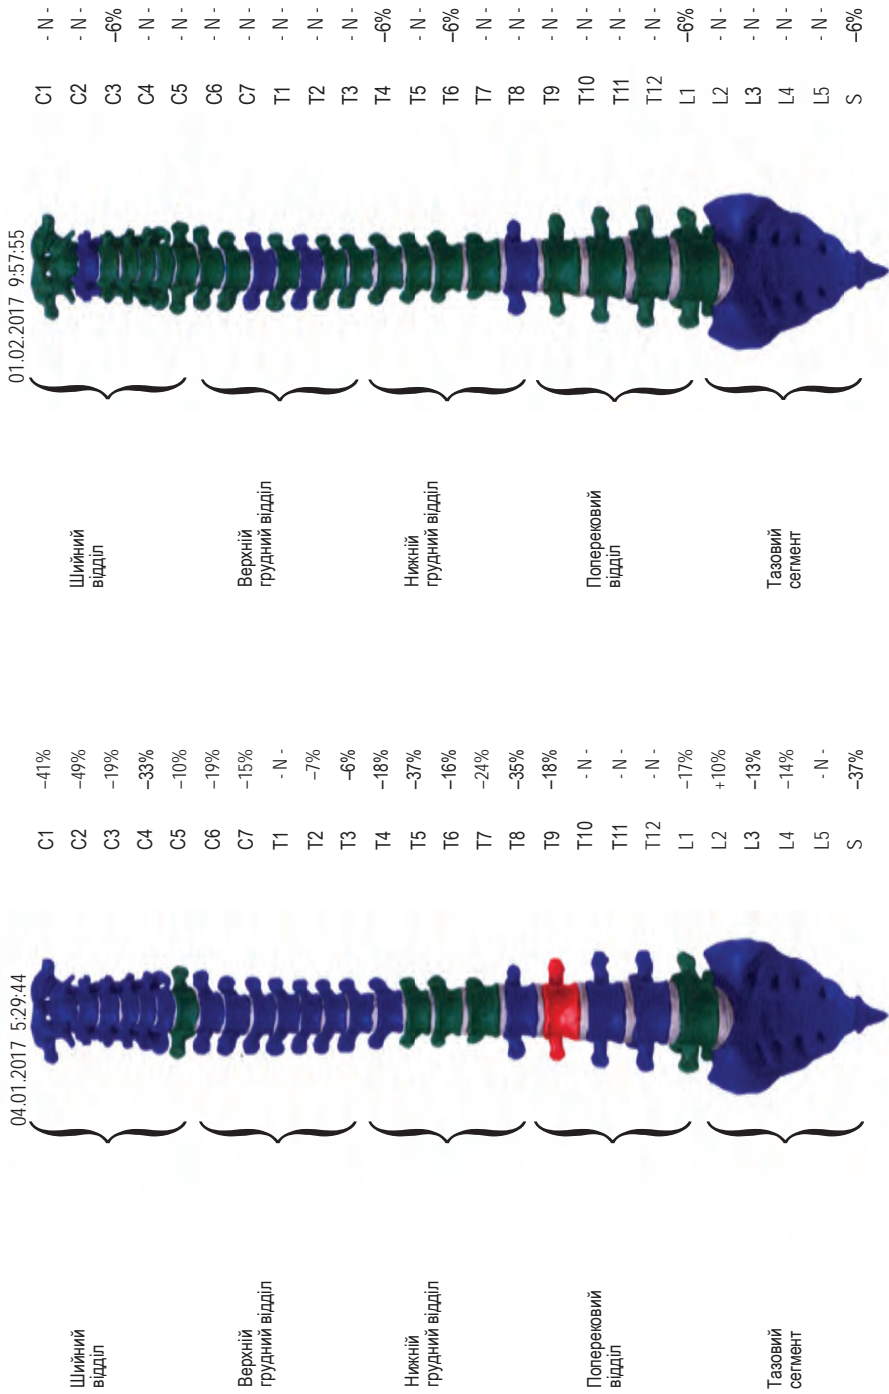 04.01.2017 5:29:44
Шийний
відділ
Верхній
грудний відділ
Нижній
грудний відділ
Поперековий
відділ
Тазовий
сегмент
C1 –41%
C2 –49%
C3 –19%
C4 –33%
C5 –10%
C6 –19%
C7 –15%
T1 - N -
T2 –7%
T3 –6%
T4 –18%
T5 –37%
T6 –16%
T7 –24%
T8 –35%
T9 –18%
T10 - N -
T11 - N -
T12 - N -
L1 –17%
L2 +10%
L3 –13%
L4 –14%
L5 - N -
S –37%
01.02.2017 9:57:55
Шийний
відділ
Верхній
грудний відділ
Нижній
грудний відділ
Поперековий
відділ
Тазовий
сегмент
C1 - N -
C2 - N -
C3 –6%
C4 - N -
C5 - N -
C6 - N -
C7 - N -
T1 - N -
T2 - N -
T3 - N -
T4 –6%
T5 - N -
T6 –6%
T7 - N -
T8 - N -
T9 - N -
T10 - N -
T11 - N -
T12 - N -
L1 –6%
L2 - N -
L3 - N -
L4 - N -
L5 - N -
S –6%